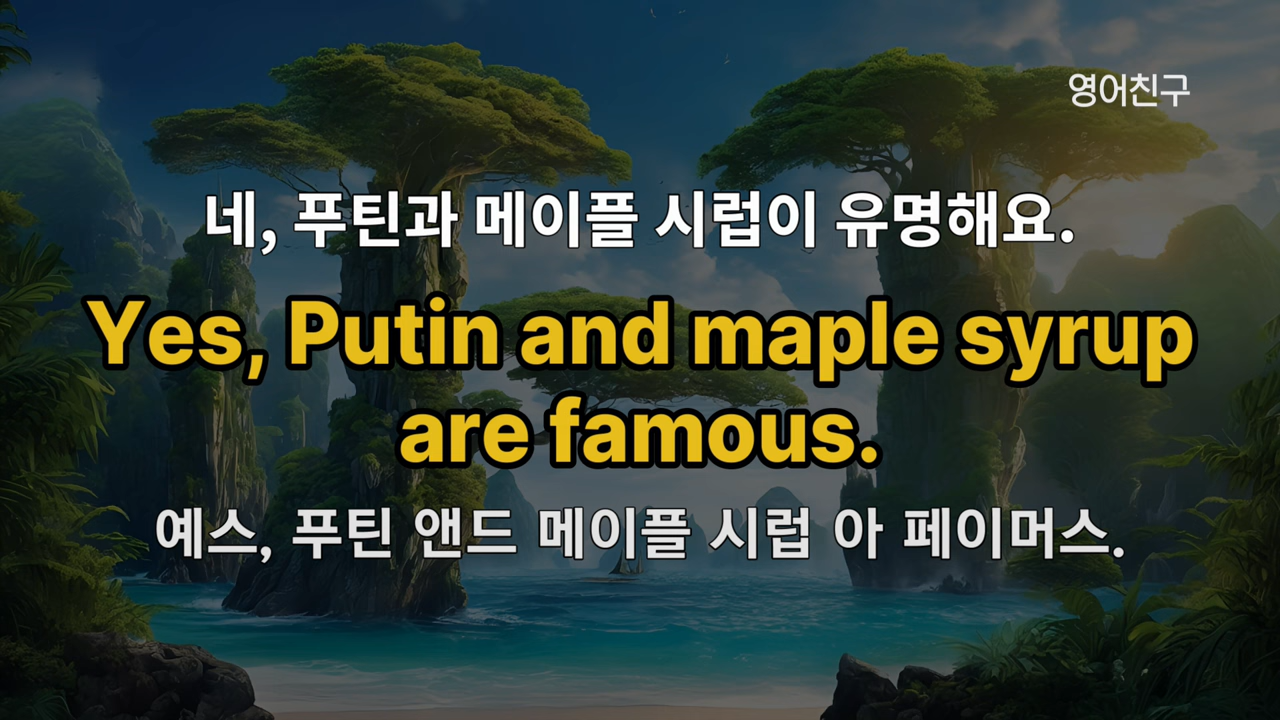 영어친구
네, 푸틴과 메이플 시럽이 유명해요.
Yes, Putin and maple syrup
are famous.
예스, 푸틴 앤드 메이플 시럽 아 페이머스.